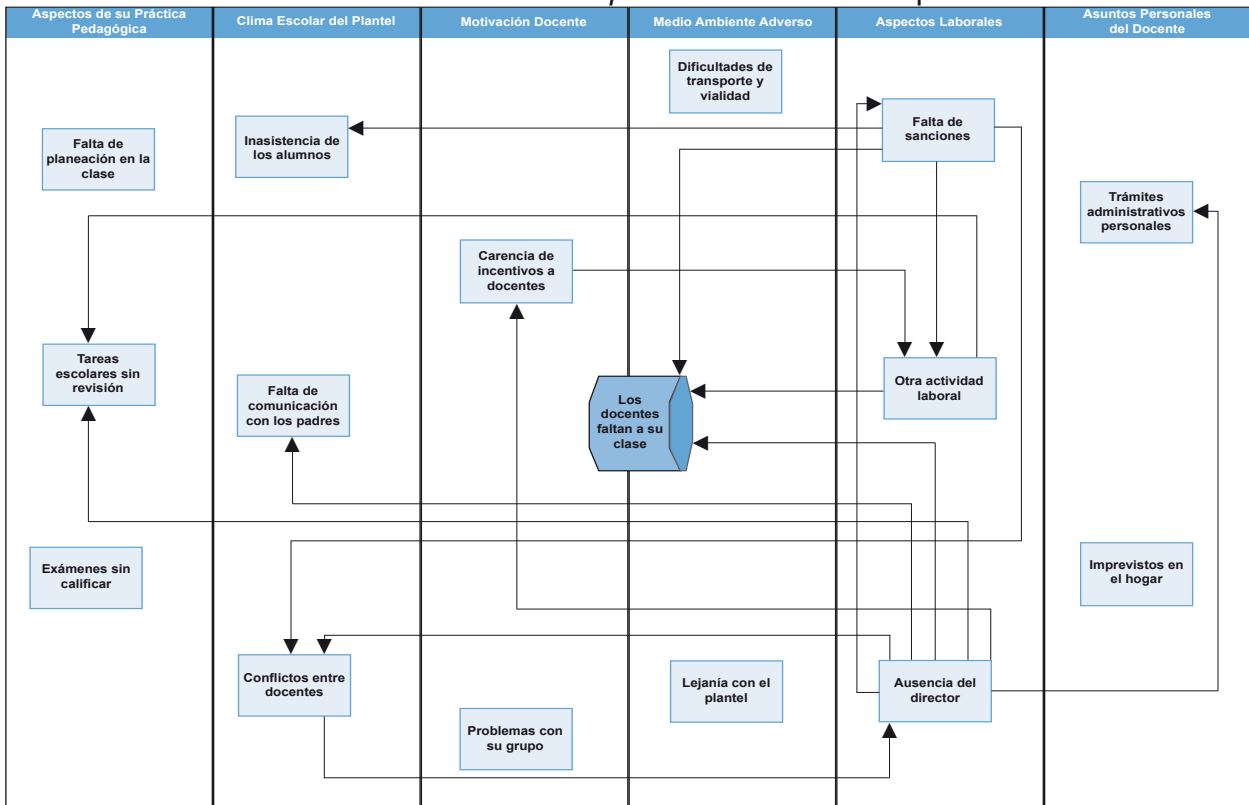 Aspectos de su Práctica
Pedagógica
Clima Escolar del Plantel
Motivación Docente
Medio Ambiente Adverso
Aspectos Laborales
Asuntos Personales
del Docente
Dificultades de
transporte y
vialidad
Falta de
sanciones
Falta de
planeación en la
clase
Inasistencia de
los alumnos
Trámites
administrativos
personales
Carencia de
incentivos a
docentes
Tareas
escolares sin
revisión
Falta de
comunicación
con los padres
Los
docentes
faltan a su
clase
Otra actividad
laboral
Exámenes sin
calificar
Imprevistos en
el hogar
Conflictos entre
docentes
Lejanía con el
plantel
Ausencia del
director
Problemas con
su grupo